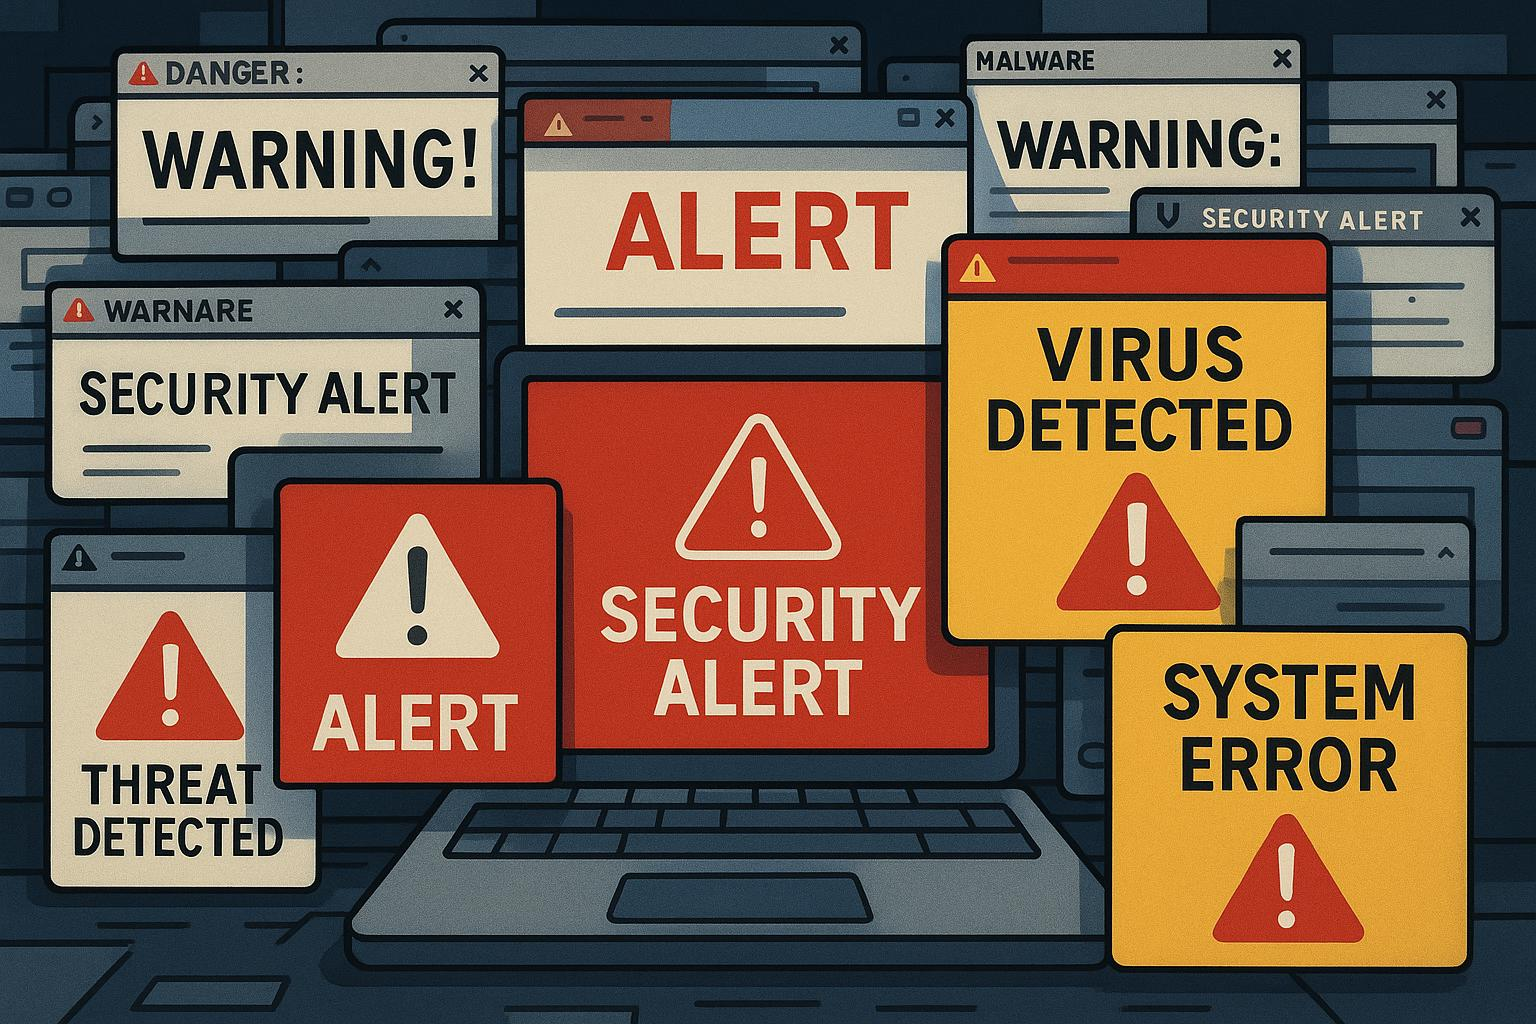 DANGER:
WARNING!
ALERT
MALWARE
WARNING:
SECURITY ALERT
WARNARE
SECURITY ALERT
VIRUS
DETECTED
SECURITY
ALERT
ALERT
THREAT
DETECTED
SYSTEM
ERROR